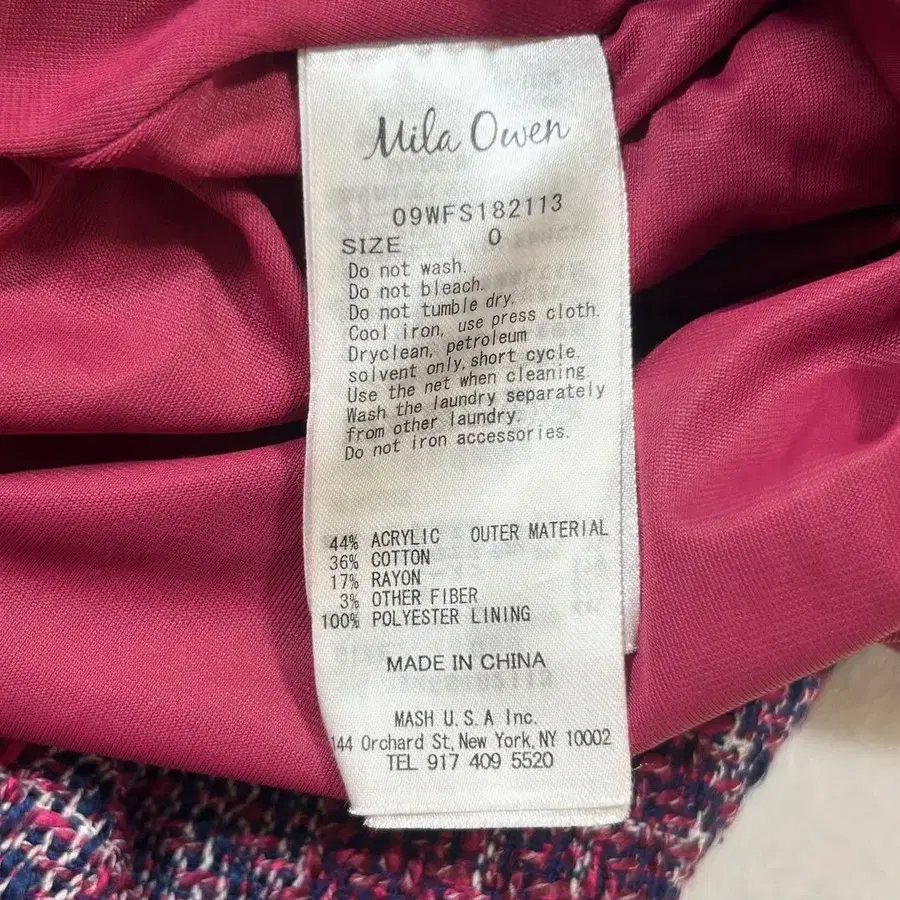 Mila Owen
09WFS182113
SIZE 0
Do not wash.
Do not bleach.
Do not tumble dry.
Cool iron, use press cloth.
Dryclean, petroleum
solvent only, short cycle.
Use the net when cleaning.
Wash the laundry separately
from other laundry.
Do not iron accessories.
44% ACRYLIC OUTER MATERIAL
36% COTTON
17% RAYON
3% OTHER FIBER
100% POLYESTER LINING
MADE IN CHINA
MASH U.S.A Inc.
144 Orchard St, New York, NY 10002
TEL 917 409 5520